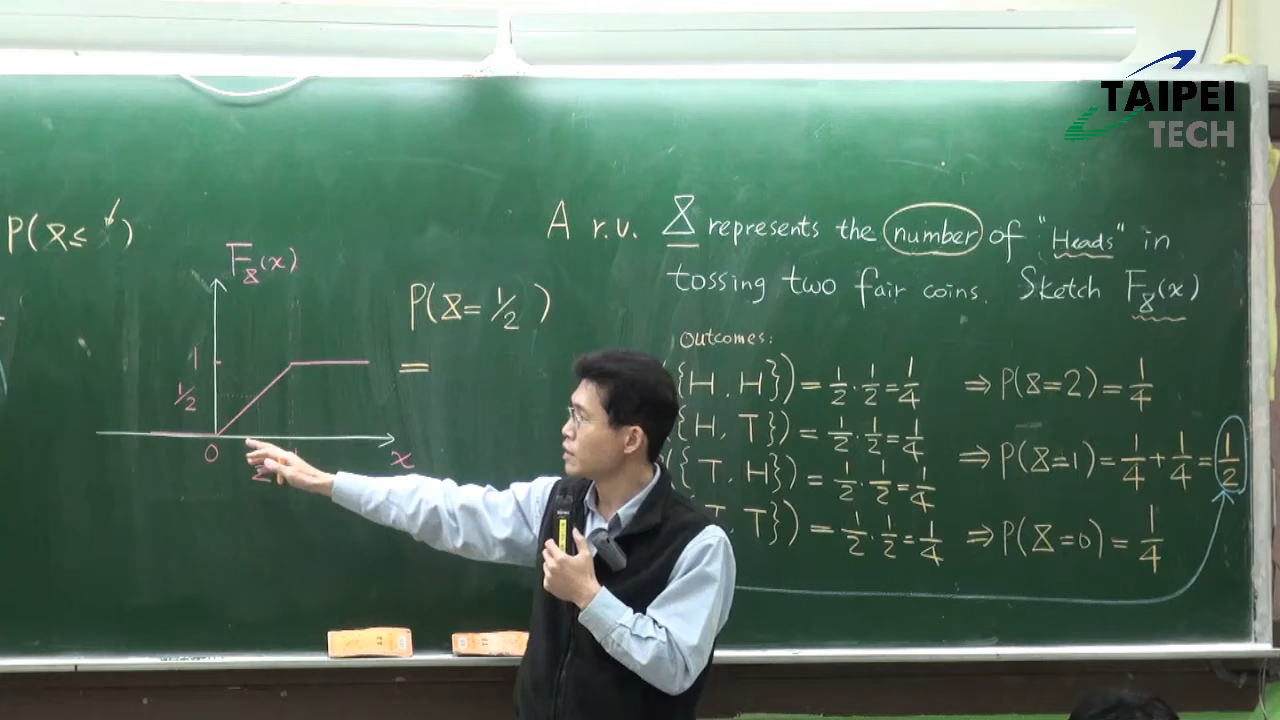 TAIPEI
TECH
P(X≤ )
F_X(x)
1
1/2
0
x
P(X=1/2)
=
A r.v. X represents the number of "Heads" in
tossing two fair coins. Sketch F_X(x)
outcomes:
{H, H}) = 1/2 · 1/2 = 1/4 ⇒ P(X=2) = 1/4
{H, T}) = 1/2 · 1/2 = 1/4
⇒ P(X=1) = 1/4 + 1/4 = 1/2
({T, H}) = 1/2 · 1/2 = 1/4
T, T}) = 1/2 · 1/2 = 1/4 ⇒ P(X=0) = 1/4